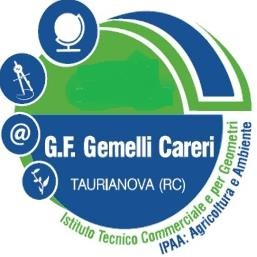 @
G.F. Gemelli Careri
TAURIANOVA (RC)
Istituto Tecnico Commerciale e per Geometri
IPAA: Agricoltura e Ambiente